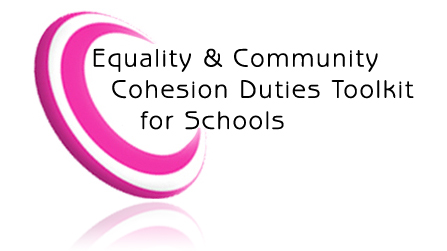 Equality & Community
Cohesion Duties Toolkit
for Schools